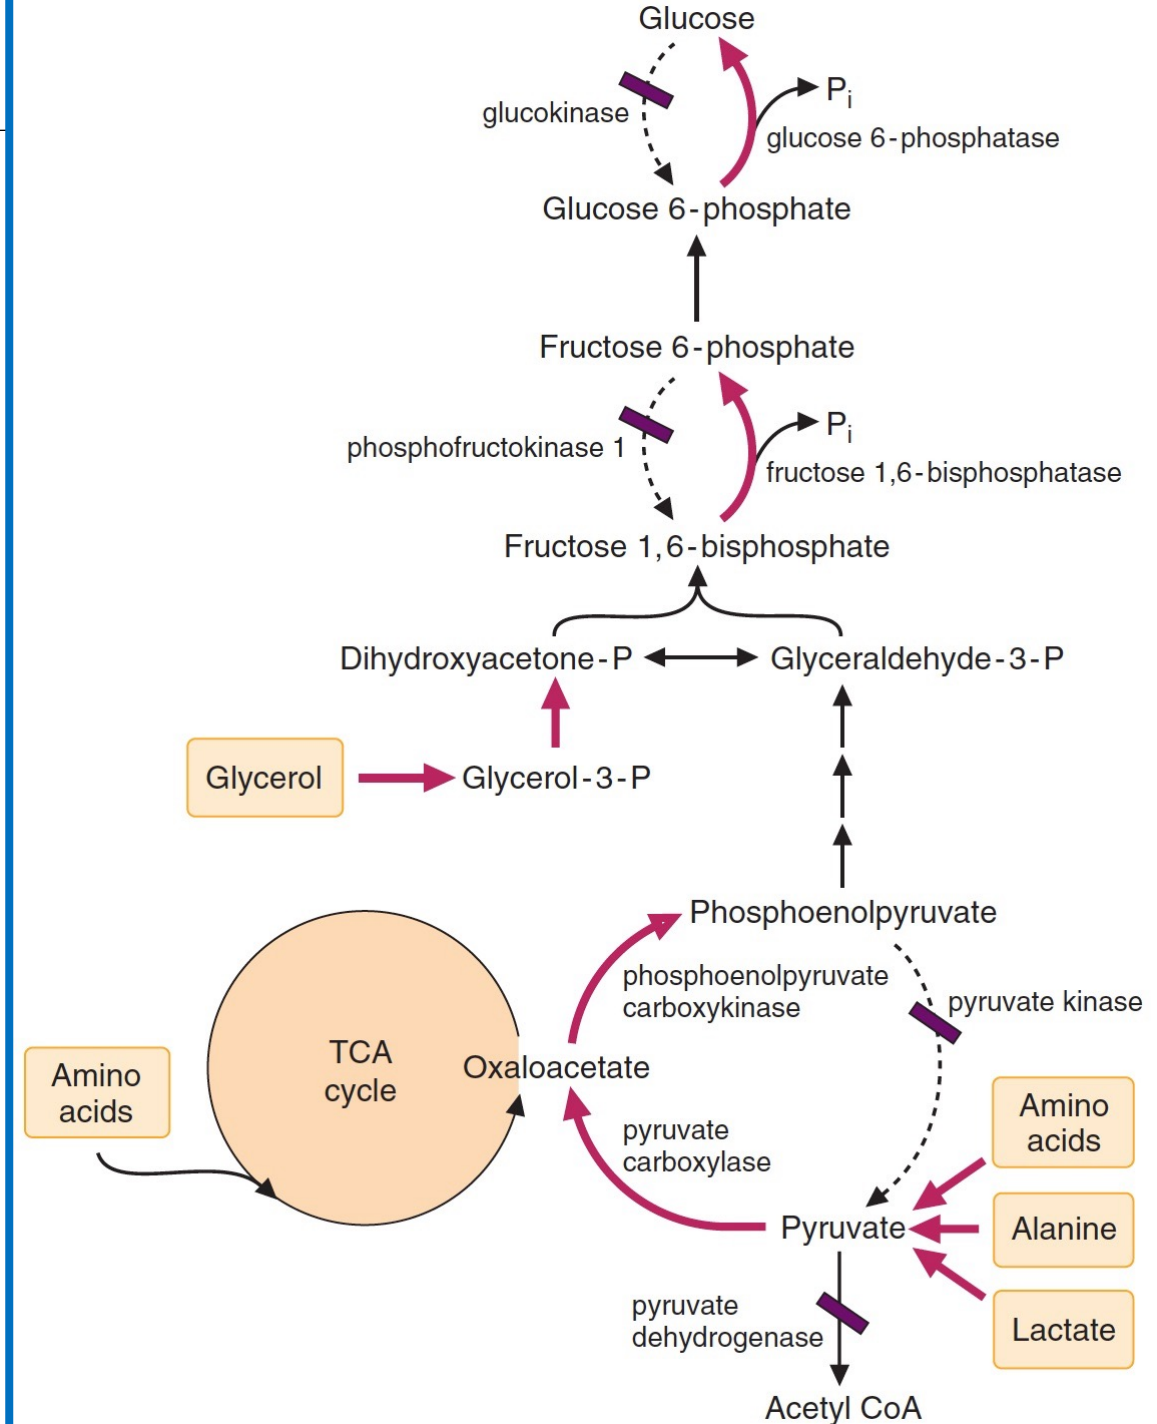 Glucose
glucokinase
Pi
glucose 6-phosphatase
Glucose 6-phosphate
Fructose 6-phosphate
phosphofructokinase 1
Pi
fructose 1,6-bisphosphatase
Fructose 1,6-bisphosphate
Dihydroxyacetone-P
Glyceraldehyde-3-P
Glycerol
Glycerol-3-P
Phosphoenolpyruvate
phosphoenolpyruvate
carboxykinase
pyruvate kinase
TCA
cycle
Oxaloacetate
Amino
acids
pyruvate
carboxylase
Amino
acids
Pyruvate
Alanine
Lactate
pyruvate
dehydrogenase
Acetyl CoA